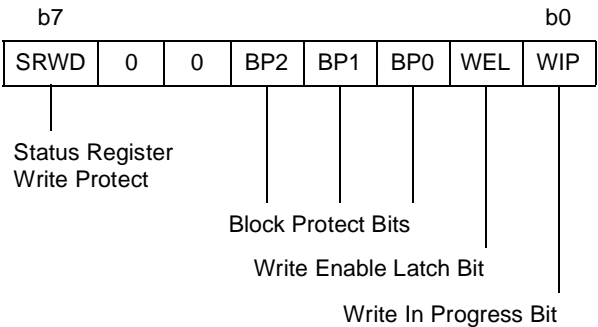 b7 b0
SRWD 0 0 BP2 BP1 BP0 WEL WIP
Status Register
Write Protect
Block Protect Bits
Write Enable Latch Bit
Write In Progress Bit